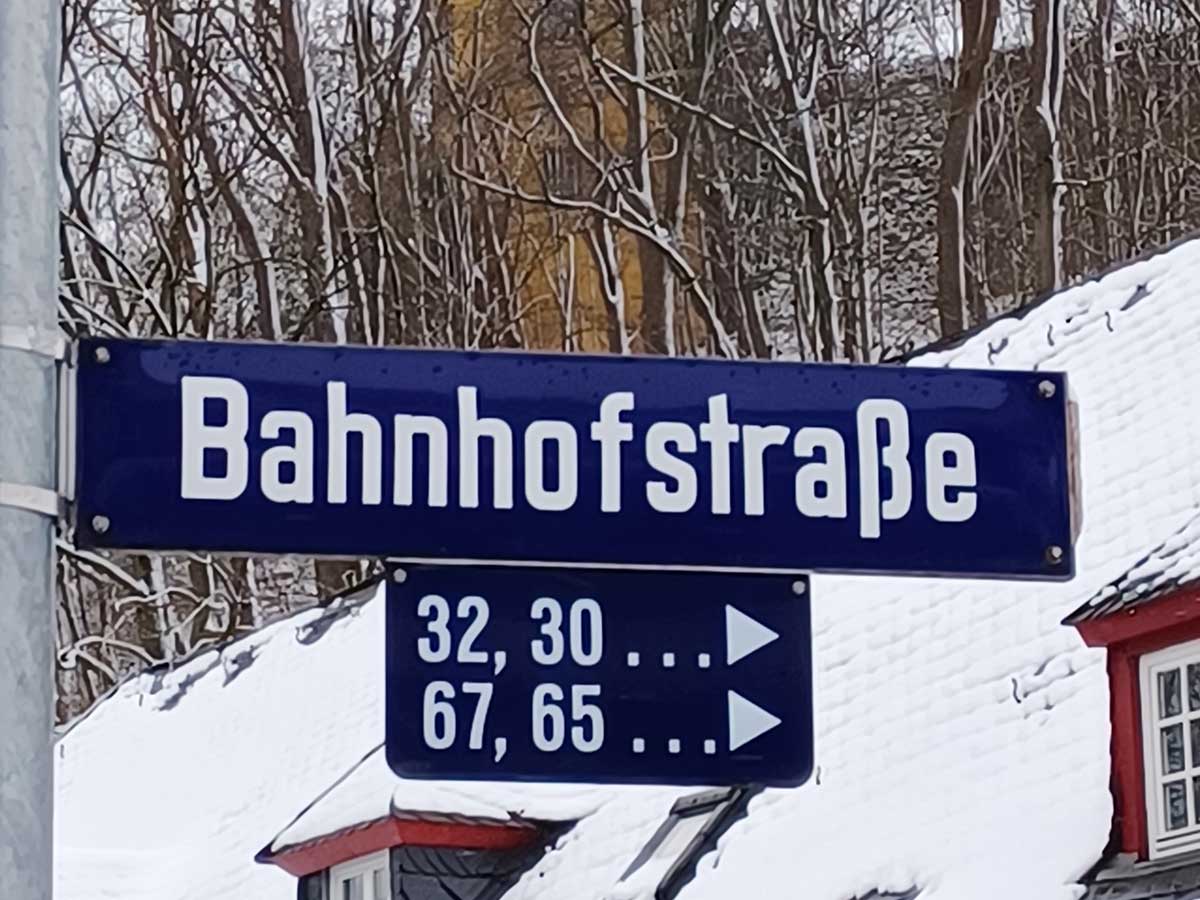 Bahnhofstraße
32, 30 ...▶
67, 65 ...▶